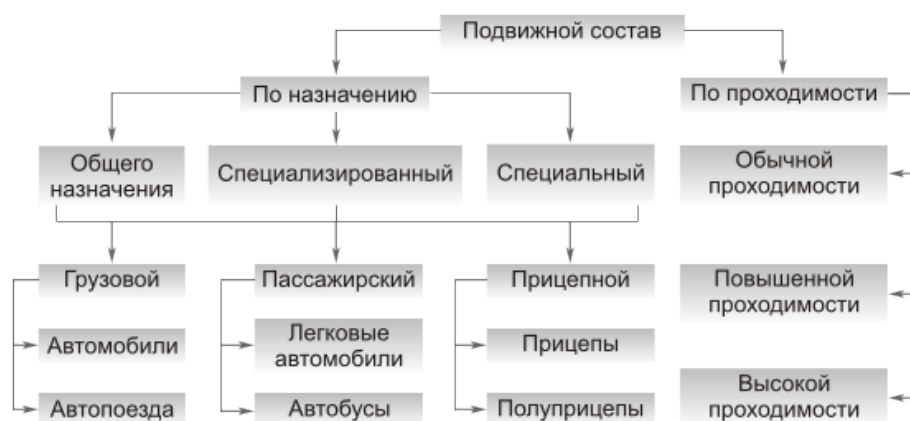 Подвижной состав
По назначению
По проходимости
Общего
назначения
Специализированный
Специальный
Обычной
проходимости
Грузовой
Пассажирский
Прицепной
Повышенной
проходимости
Автомобили
Легковые
автомобили
Прицепы
Автопоезда
Автобусы
Полуприцепы
Высокой
проходимости